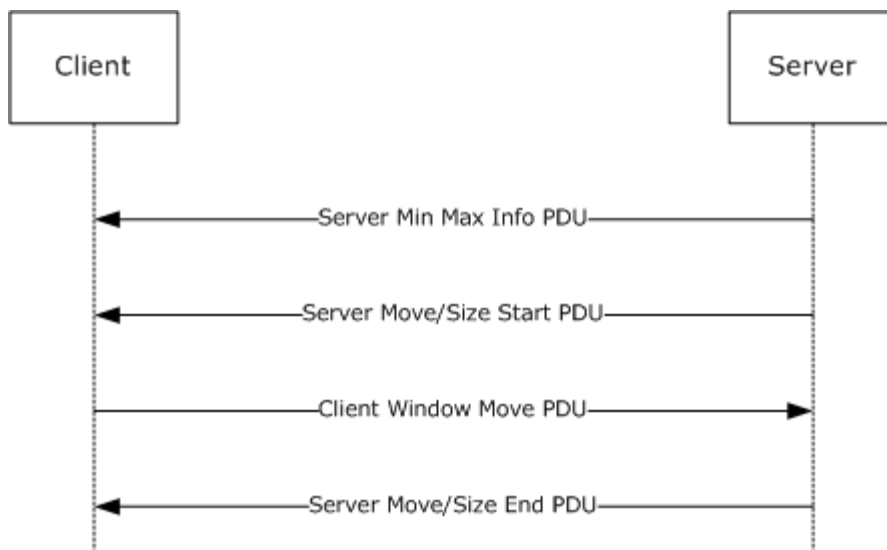 Client
Server
Server Min Max Info PDU
Server Move/Size Start PDU
Client Window Move PDU
Server Move/Size End PDU